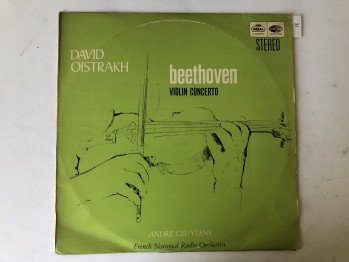 DAVID
OISTRAKH
beethoven
VIOLIN CONCERTO
STEREO
ANDRE CLUYTENS
French National Radio Orchestra